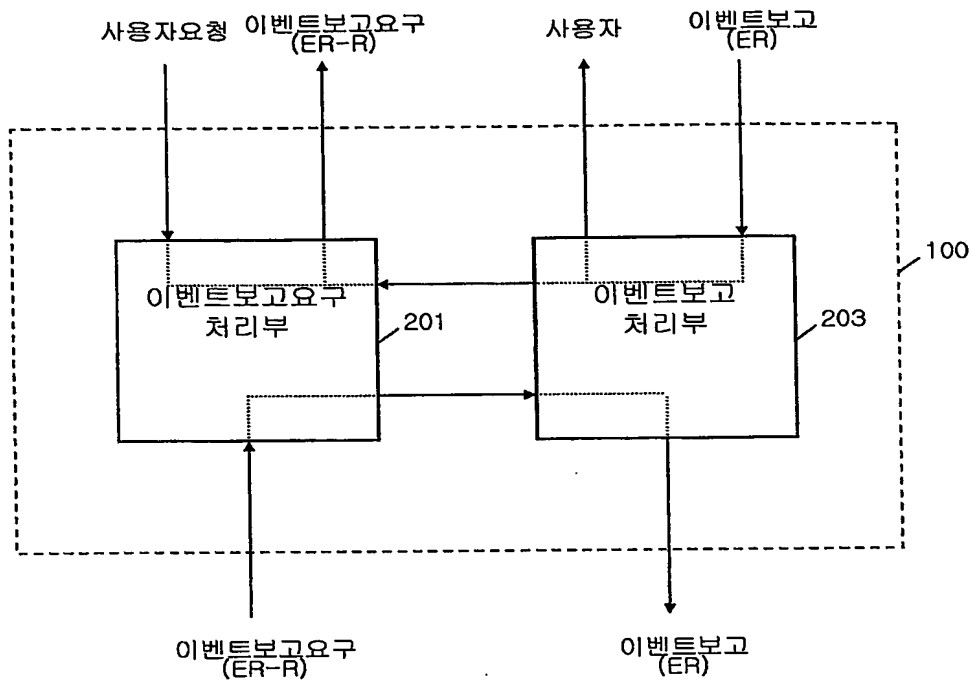 사용자요청
이벤트보고요구
(ER-R)
사용자
이벤트보고
(ER)
100
이벤트보고요구
처리부
201
이벤트보고
처리부
203
이벤트보고요구
(ER-R)
이벤트보고
(ER)